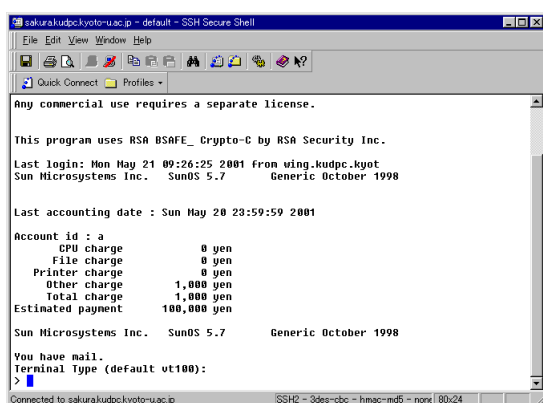 sakura.kudpc.kyoto-u.ac.jp - default - SSH Secure Shell
File Edit View Window Help
Quick Connect Profiles
Any commercial use requires a separate license.
This program uses RSA BSAFE_ Crypto-C by RSA Security Inc.
Last login: Mon May 21 09:26:25 2001 from wing.kudpc.kyot
Sun Microsystems Inc. SunOS 5.7 Generic October 1998
Last accounting date : Sun May 20 23:59:59 2001
Account id : a
CPU charge 0 yen
File charge 0 yen
Printer charge 0 yen
Other charge 1,000 yen
Total charge 1,000 yen
Estimated payment 100,000 yen
Sun Microsystems Inc. SunOS 5.7 Generic October 1998
You have mail.
Terminal Type (default vt100):
>
Connected to sakura.kudpc.kyoto-u.ac.jp SSH2 - 3des-cbc - hmac-md5 - none 80x24